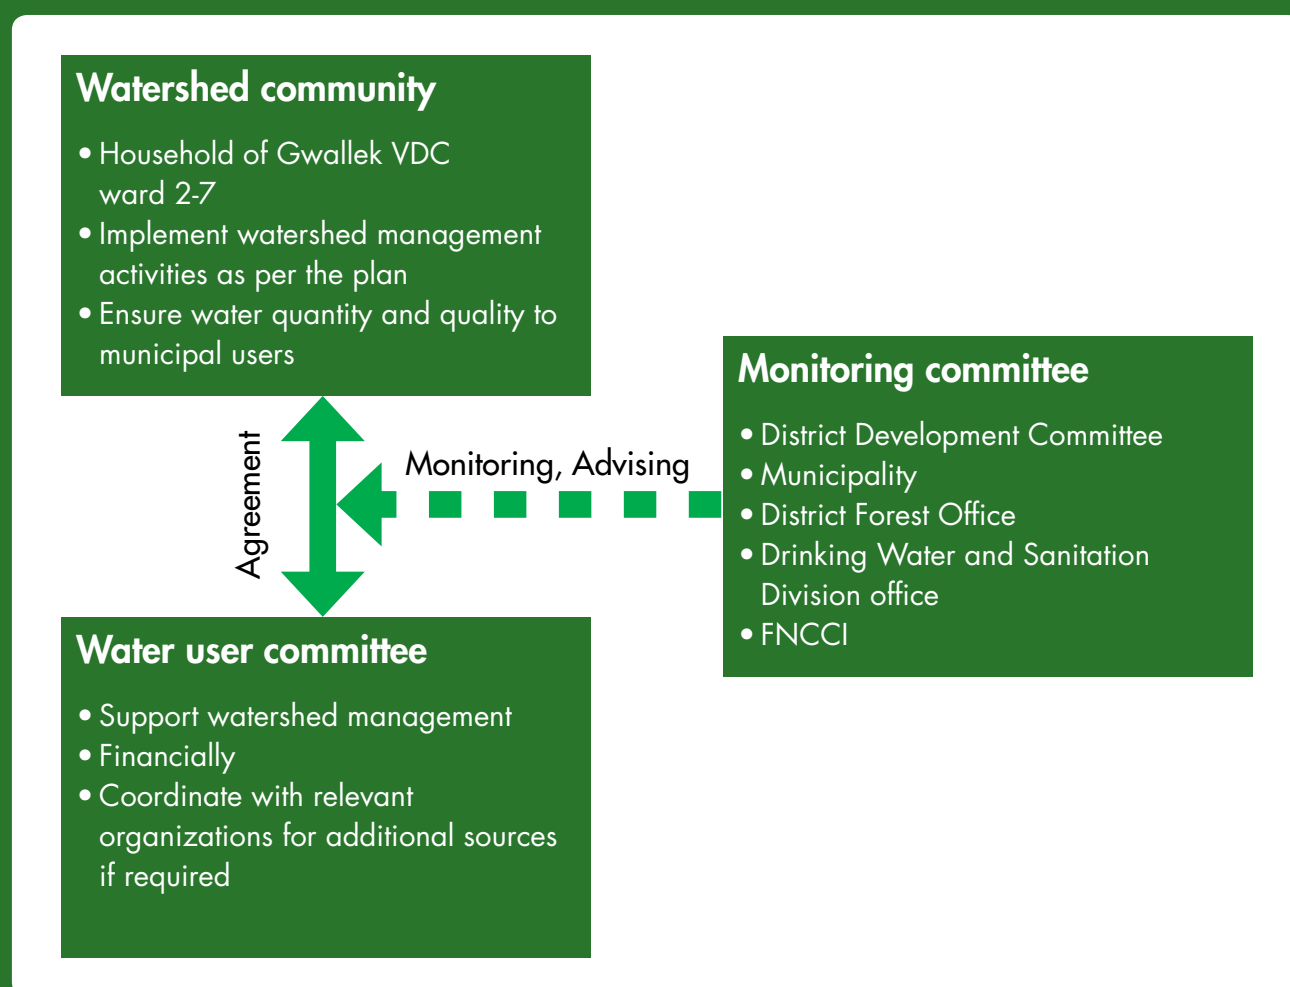 Watershed community
• Household of Gwallek VDC
ward 2-7
• Implement watershed management
activities as per the plan
• Ensure water quantity and quality to
municipal users
Agreement
Monitoring, Advising
Monitoring committee
• District Development Committee
• Municipality
• District Forest Office
• Drinking Water and Sanitation
Division office
• FNCCI
Water user committee
• Support watershed management
• Financially
• Coordinate with relevant
organizations for additional sources
if required